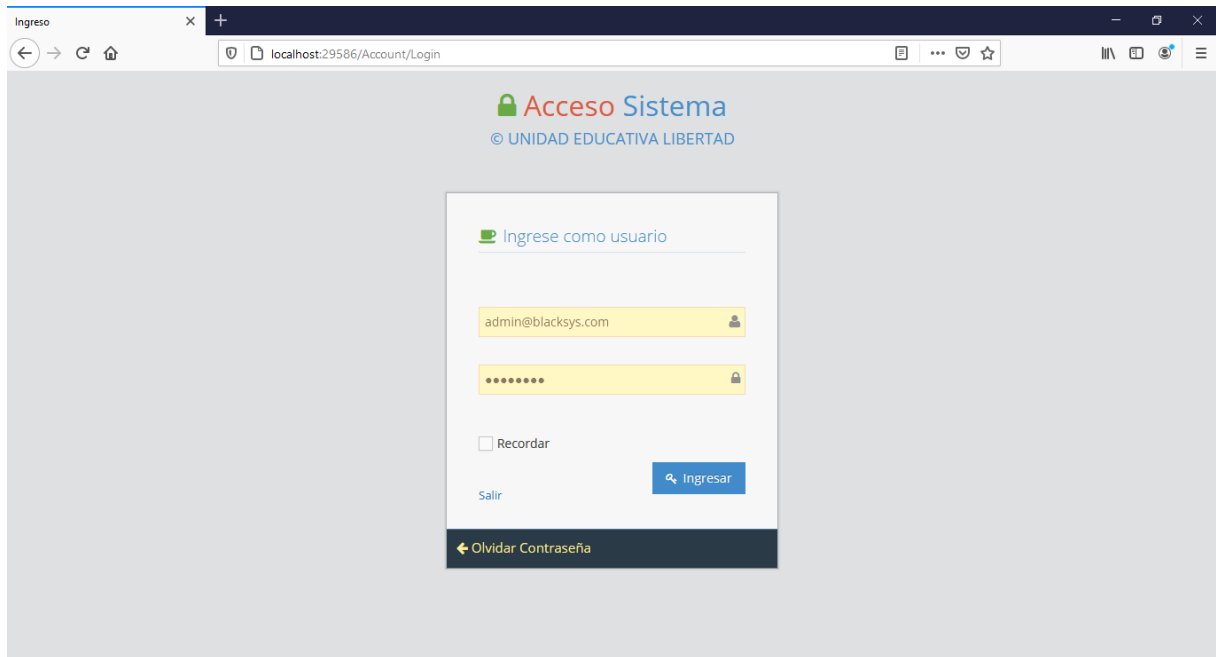 Ingreso
localhost:29586/Account/Login
Acceso Sistema
© UNIDAD EDUCATIVA LIBERTAD
Ingrese como usuario
admin@blacksys.com
••••••••
Recordar
Ingresar
Salir
Olvidar Contraseña